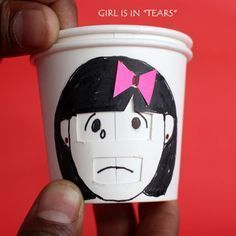 GIRL IS IN "TEARS"